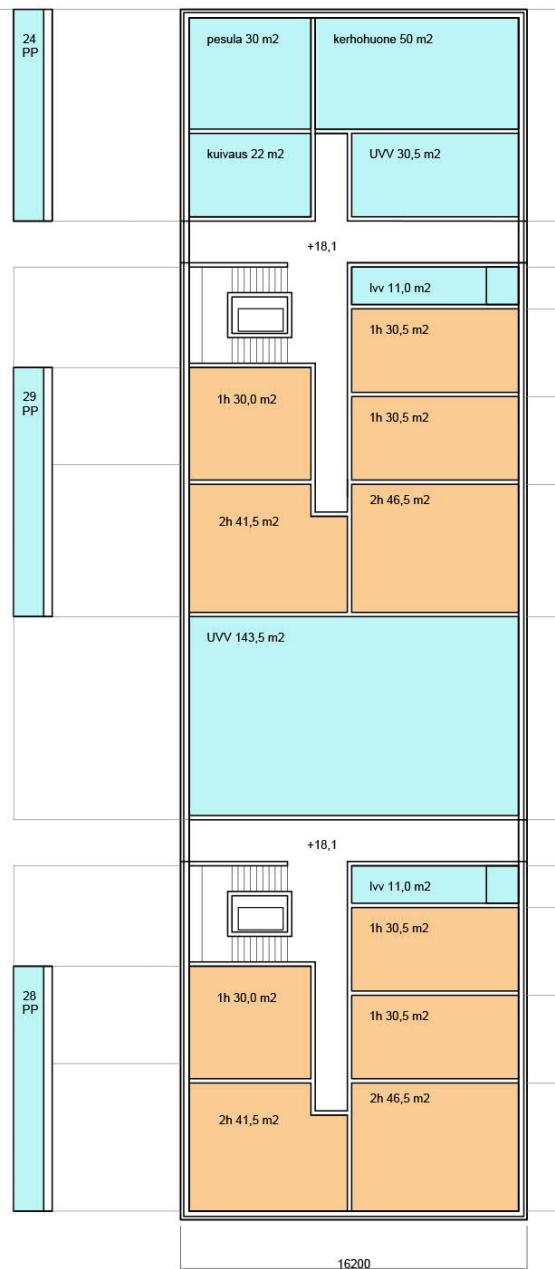 24
PP
pesula 30 m2
kerhohuone 50 m2
kuivaus 22 m2
UVV 30,5 m2
+18,1
lvv 11,0 m2
1h 30,5 m2
29
PP
1h 30,0 m2
1h 30,5 m2
2h 41,5 m2
2h 46,5 m2
UVV 143,5 m2
+18,1
lvv 11,0 m2
1h 30,5 m2
28
PP
1h 30,0 m2
1h 30,5 m2
2h 41,5 m2
2h 46,5 m2
16200